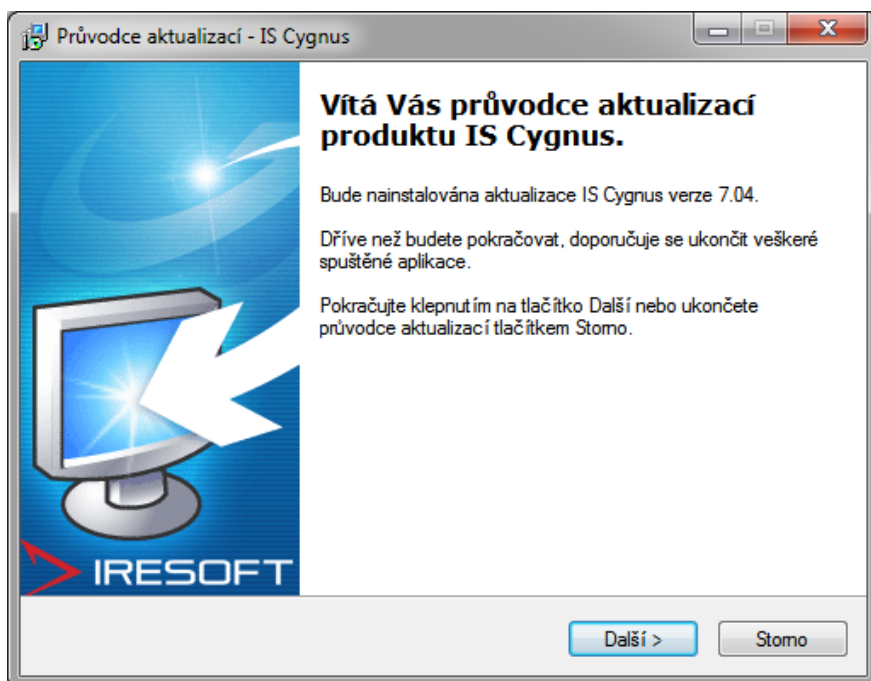 Průvodce aktualizací - IS Cygnus
Vítá Vás průvodce aktualizací
produktu IS Cygnus.
Bude nainstalována aktualizace IS Cygnus verze 7.04.
Dříve než budete pokračovat, doporučuje se ukončit veškeré
spuštěné aplikace.
Pokračujte klepnutím na tlačítko Další nebo ukončete
průvodce aktualizací tlačítkem Storno.
IRESOFT
Další >
Storno